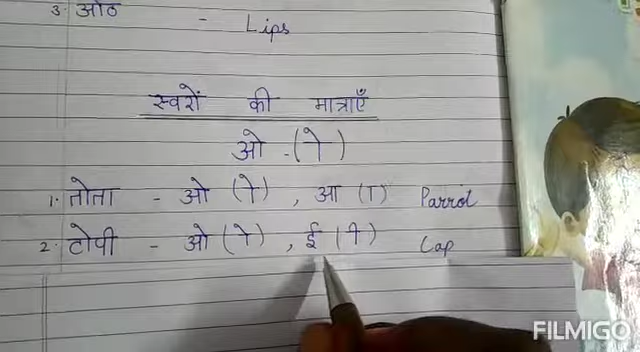 3. ओठ - Lips
स्वरों की मात्राएँ
ओ - (ो)
1. तोता - ओ (ो) , आ (ा) Parrot
2. टोपी - ओ (ो) , ई (ी) Cap
FILMIGO